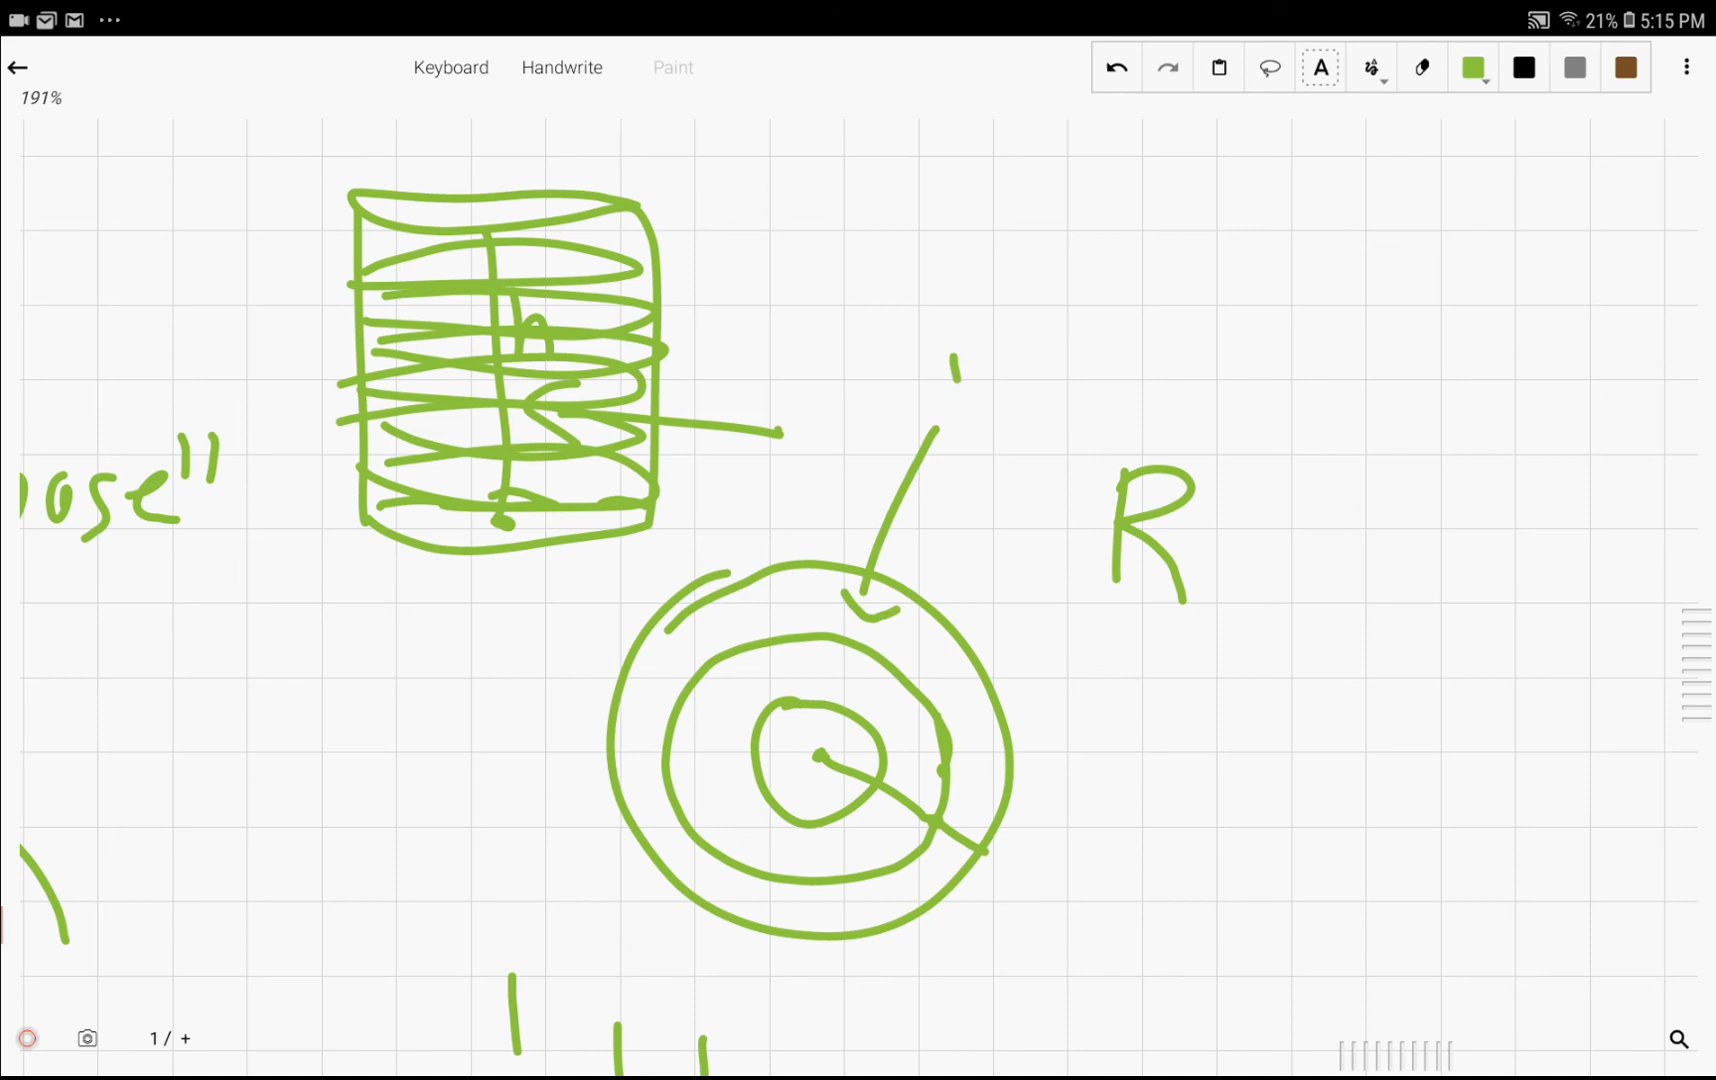 21% 5:15 PM
Keyboard Handwrite Paint
A
191%
h
ose"
R
1 / +